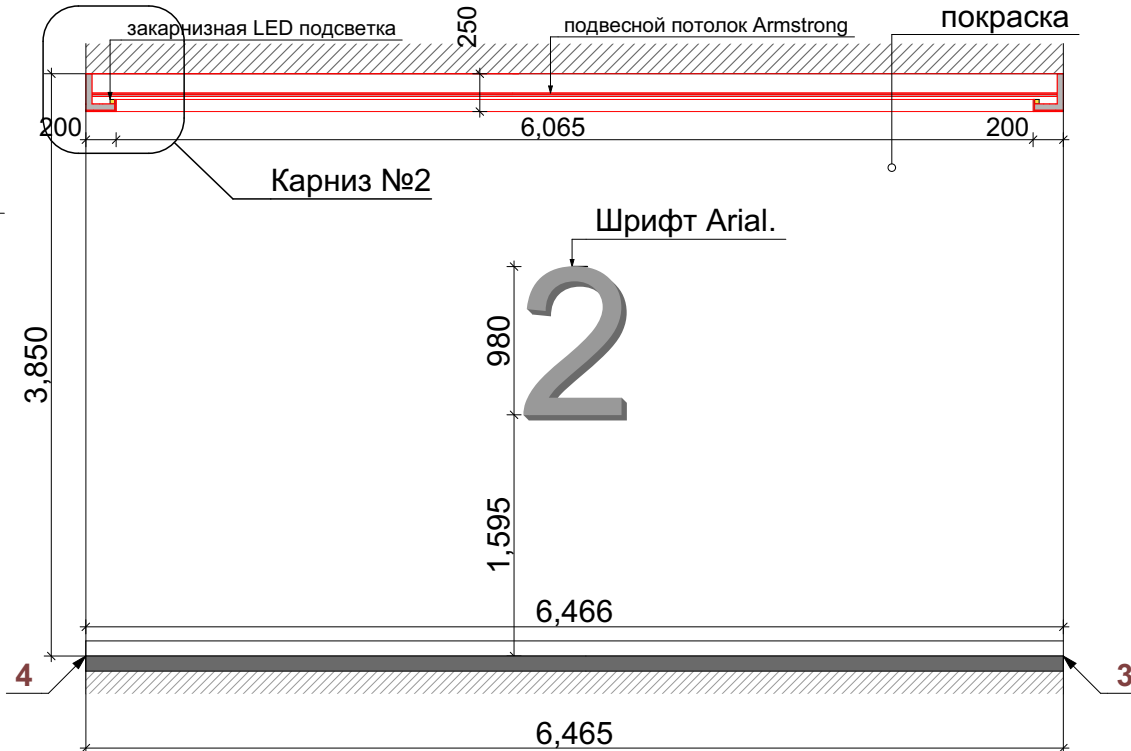 покраска
закарнизная LED подсветка
250
подвесной потолок Armstrong
200
6,065
200
Карниз №2
Шрифт Arial.
2
980
3,850
1,595
6,466
4
3
6,465